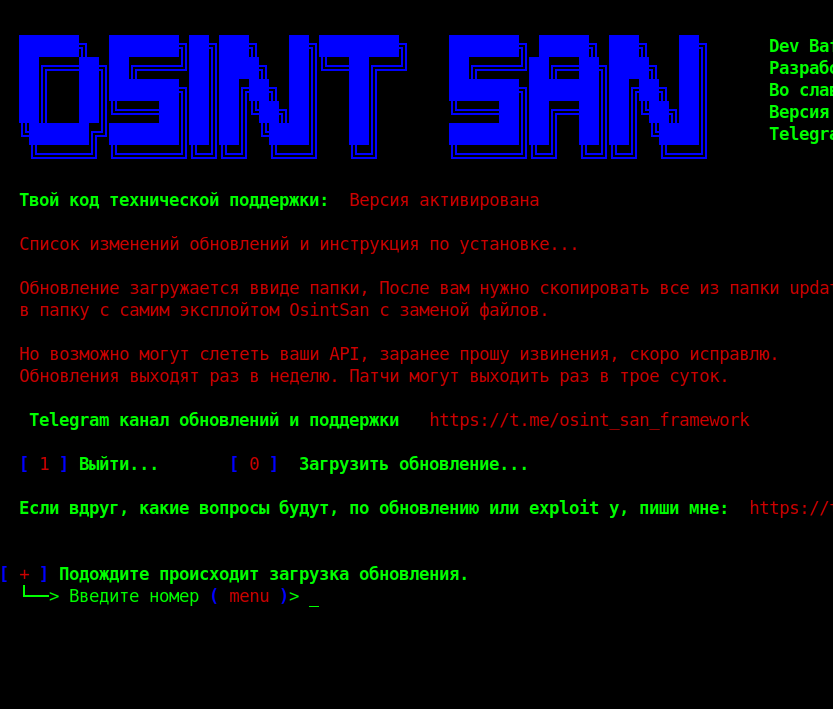 OSINT SAN
Dev Bat
Разрабо
Во слав
Версия
Telegra
Твой код технической поддержки: Версия активирована
Список изменений обновлений и инструкция по установке...
Обновление загружается ввиде папки, После вам нужно скопировать все из папки updat
в папку с самим эксплойтом OsintSan с заменой файлов.
Но возможно могут слететь ваши API, заранее прошу извинения, скоро исправлю.
Обновления выходят раз в неделю. Патчи могут выходить раз в трое суток.
Telegram канал обновлений и поддержки https://t.me/osint_san_framework
[ 1 ] Выйти... [ 0 ] Загрузить обновление...
Если вдруг, какие вопросы будут, по обновлению или exploit у, пиши мне: https://t
[ + ] Подождите происходит загрузка обновления.
└──> Введите номер ( menu )> _